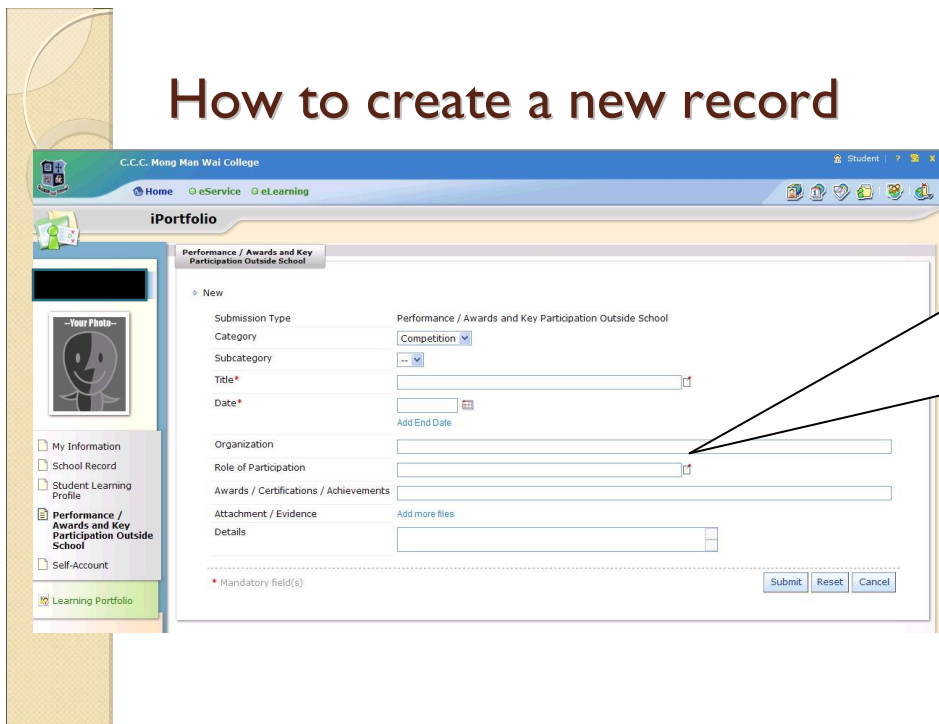 How to create a new record
C.C.C. Mong Man Wai College
Student | ? X
Home eService eLearning
iPortfolio
Performance / Awards and Key
Participation Outside School
New
--Your Photo--
Submission Type Performance / Awards and Key Participation Outside School
Category Competition
Subcategory --
Title*
Date*
Add End Date
Organization
Role of Participation
Awards / Certifications / Achievements
Attachment / Evidence Add more files
Details
* Mandatory field(s)
Submit Reset Cancel
My Information
School Record
Student Learning
Profile
Performance /
Awards and Key
Participation Outside
School
Self-Account
Learning Portfolio